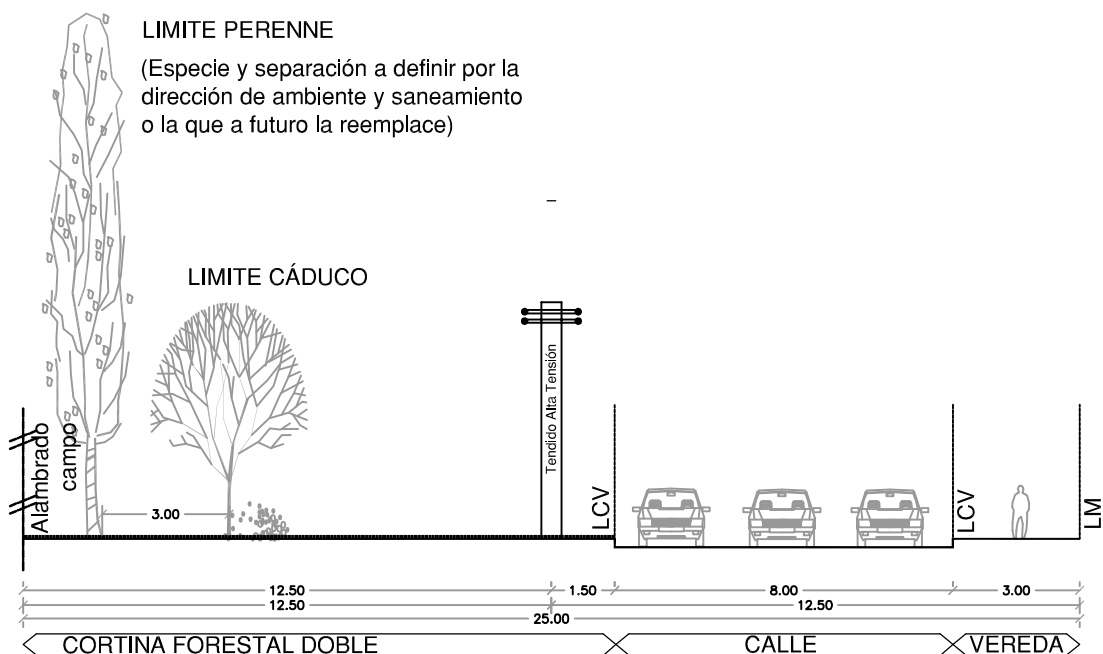 LIMITE PERENNE
(Especie y separación a definir por la
dirección de ambiente y saneamiento
o la que a futuro la reemplace)
LIMITE CÁDUCO
Alambrado
campo
3.00
Tendido Alta Tensión
LCV
LCV
LM
12.50
1.50
8.00
3.00
12.50
12.50
25.00
CORTINA FORESTAL DOBLE
CALLE
VEREDA